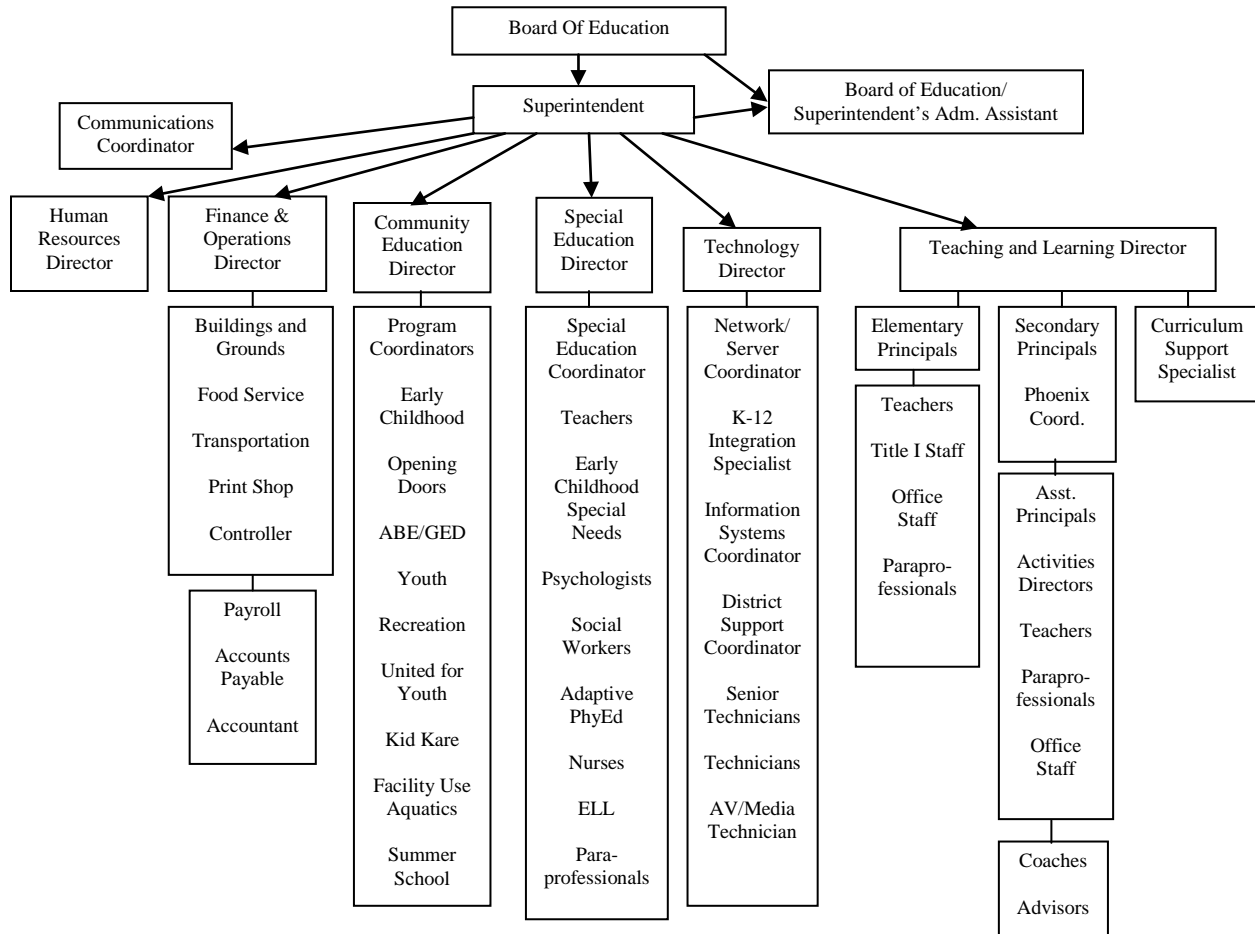 Board Of Education
Superintendent
Board of Education/
Superintendent's Adm. Assistant
Communications
Coordinator
Human
Resources
Director
Finance &
Operations
Director
Community
Education
Director
Special
Education
Director
Technology
Director
Teaching and Learning Director
Buildings and
Grounds
Food Service
Transportation
Print Shop
Controller
Payroll
Accounts
Payable
Accountant
Program
Coordinators
Early
Childhood
Opening
Doors
ABE/GED
Youth
Recreation
United for
Youth
Kid Kare
Facility Use
Aquatics
Summer
School
Special
Education
Coordinator
Teachers
Early
Childhood
Special
Needs
Psychologists
Social
Workers
Adaptive
PhyEd
Nurses
ELL
Para-
professionals
Network/
Server
Coordinator
K-12
Integration
Specialist
Information
Systems
Coordinator
District
Support
Coordinator
Senior
Technicians
Technicians
AV/Media
Technician
Elementary
Principals
Teachers
Title I Staff
Office
Staff
Parapro-
fessionals
Secondary
Principals
Phoenix
Coord.
Asst.
Principals
Activities
Directors
Teachers
Parapro-
fessionals
Office
Staff
Coaches
Advisors
Curriculum
Support
Specialist